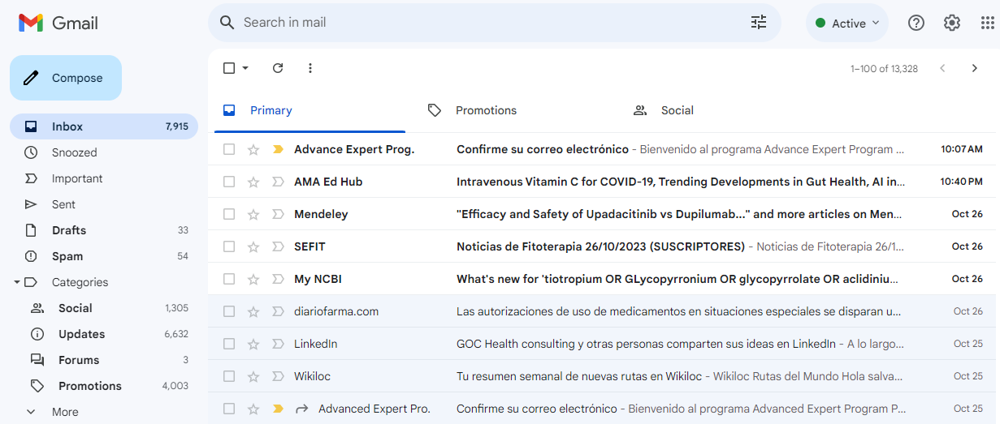 Gmail
Search in mail
Active
Compose
1–100 of 13,328
Primary
Promotions
Social
Inbox 7,915
Snoozed
Important
Sent
Drafts 33
Spam 54
Categories
Social 1,305
Updates 6,632
Forums 3
Promotions 4,003
More
Advance Expert Prog. Confirme su correo electrónico - Bienvenido al programa Advance Expert Program ... 10:07 AM
AMA Ed Hub Intravenous Vitamin C for COVID-19, Trending Developments in Gut Health, AI in... 10:40 PM
Mendeley "Efficacy and Safety of Upadacitinib vs Dupilumab..." and more articles on Men... Oct 26
SEFIT Noticias de Fitoterapia 26/10/2023 (SUSCRIPTORES) - Noticias de Fitoterapia 26/1... Oct 26
My NCBI What's new for 'tiotropium OR GLycopyrronium OR glycopyrrolate OR aclidiniu... Oct 26
diariofarma.com Las autorizaciones de uso de medicamentos en situaciones especiales se disparan u... Oct 26
LinkedIn GOC Health consulting y otras personas comparten sus ideas en LinkedIn - A lo largo... Oct 25
Wikiloc Tu resumen semanal de nuevas rutas en Wikiloc - Wikiloc Rutas del Mundo Hola salva... Oct 25
Advanced Expert Pro. Confirme su correo electrónico - Bienvenido al programa Advanced Expert Program P... Oct 25